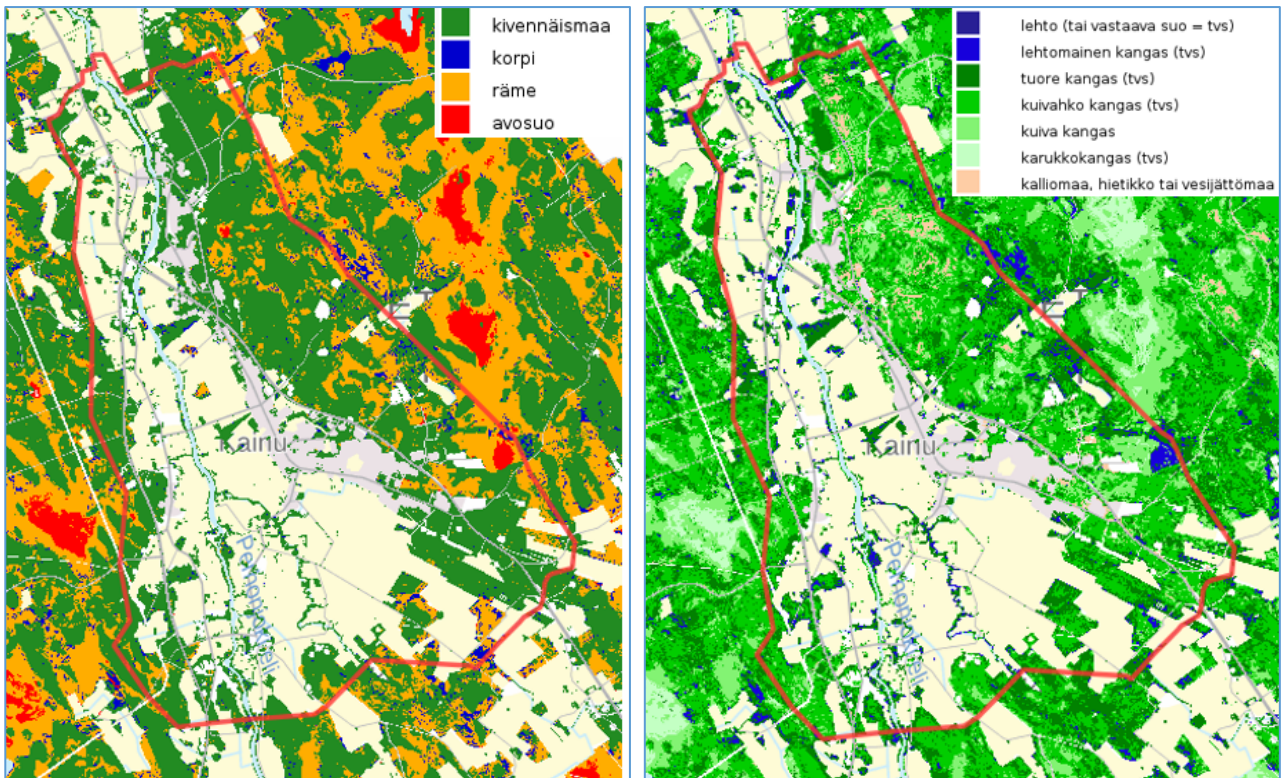 kivennäismaa
korpi
räme
avosuo
Kainu
lehto (tai vastaava suo = tvs)
lehtomainen kangas (tvs)
tuore kangas (tvs)
kuivahko kangas (tvs)
kuiva kangas
karukkokangas (tvs)
kalliomaa, hietikko tai vesijättömaa
Kainu